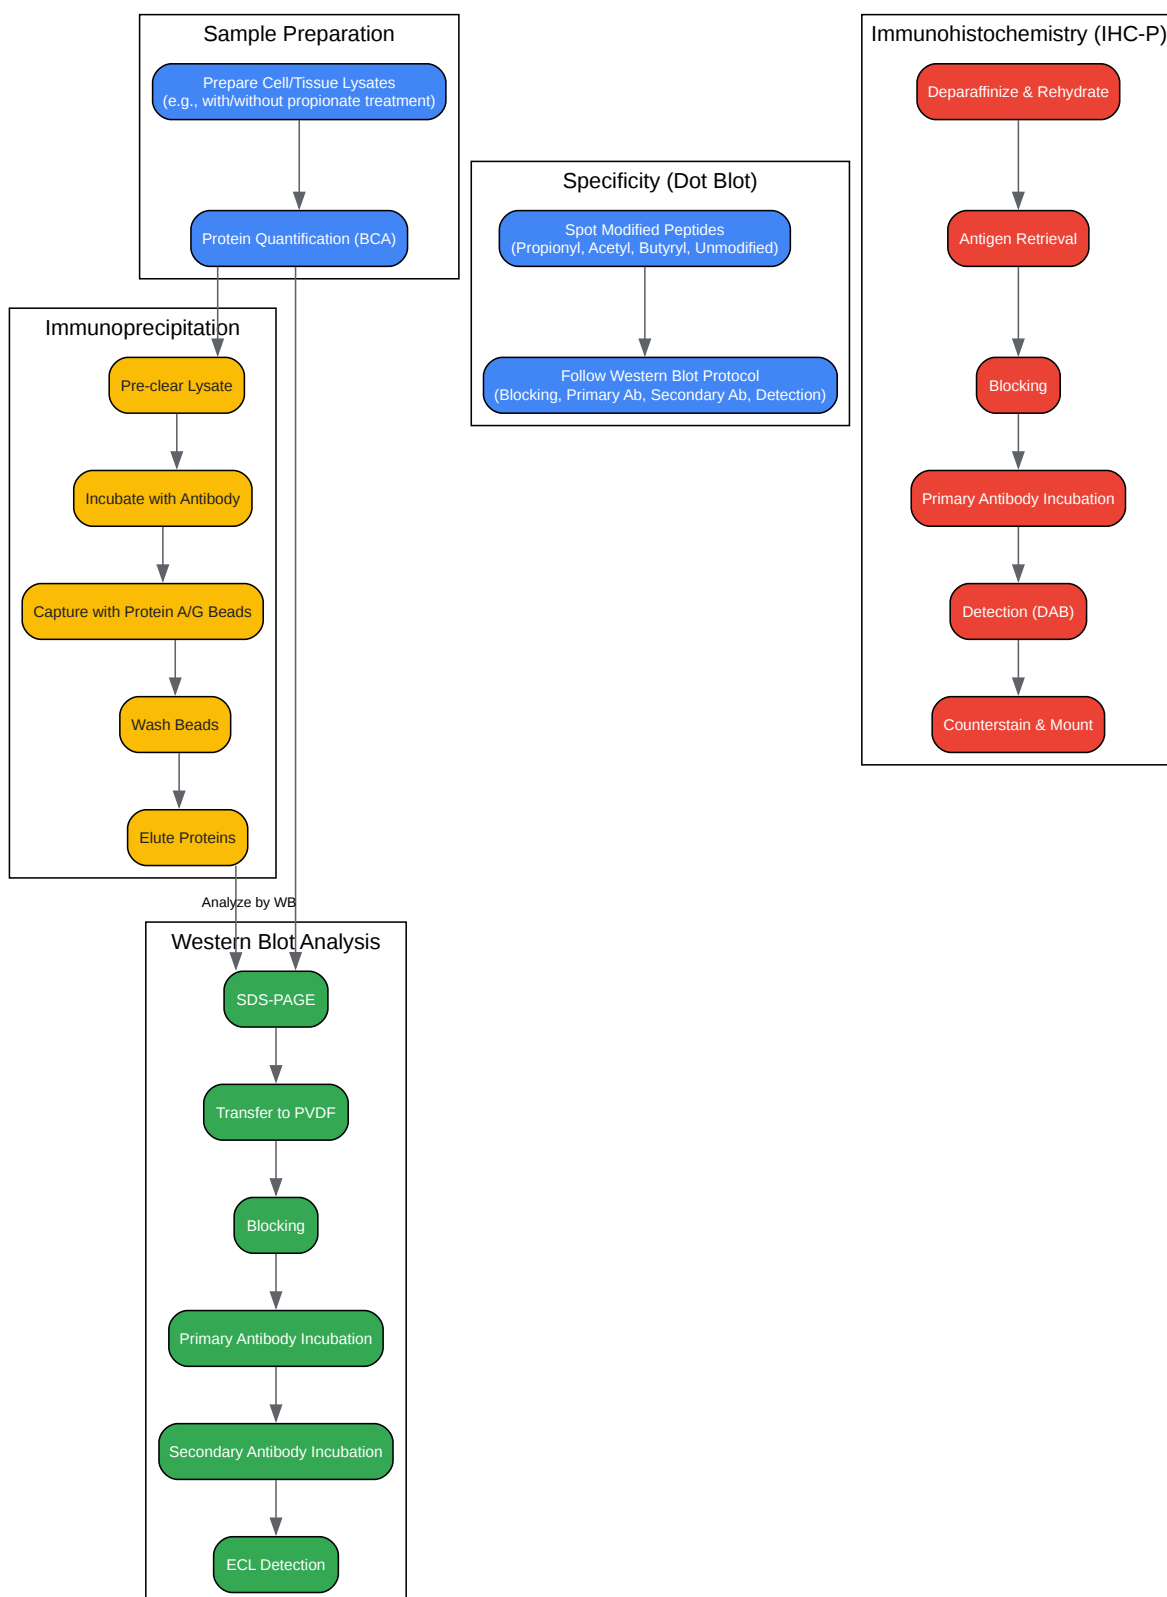 Sample Preparation
Prepare Cell/Tissue Lysates
(e.g., with/without propionate treatment)
Protein Quantification (BCA)
Immunoprecipitation
Pre-clear Lysate
Incubate with Antibody
Capture with Protein A/G Beads
Wash Beads
Elute Proteins
Analyze by WB
Western Blot Analysis
SDS-PAGE
Transfer to PVDF
Blocking
Primary Antibody Incubation
Secondary Antibody Incubation
ECL Detection
Specificity (Dot Blot)
Spot Modified Peptides
(Propionyl, Acetyl, Butyryl, Unmodified)
Follow Western Blot Protocol
(Blocking, Primary Ab, Secondary Ab, Detection)
Immunohistochemistry (IHC-P)
Deparaffinize & Rehydrate
Antigen Retrieval
Blocking
Primary Antibody Incubation
Detection (DAB)
Counterstain & Mount